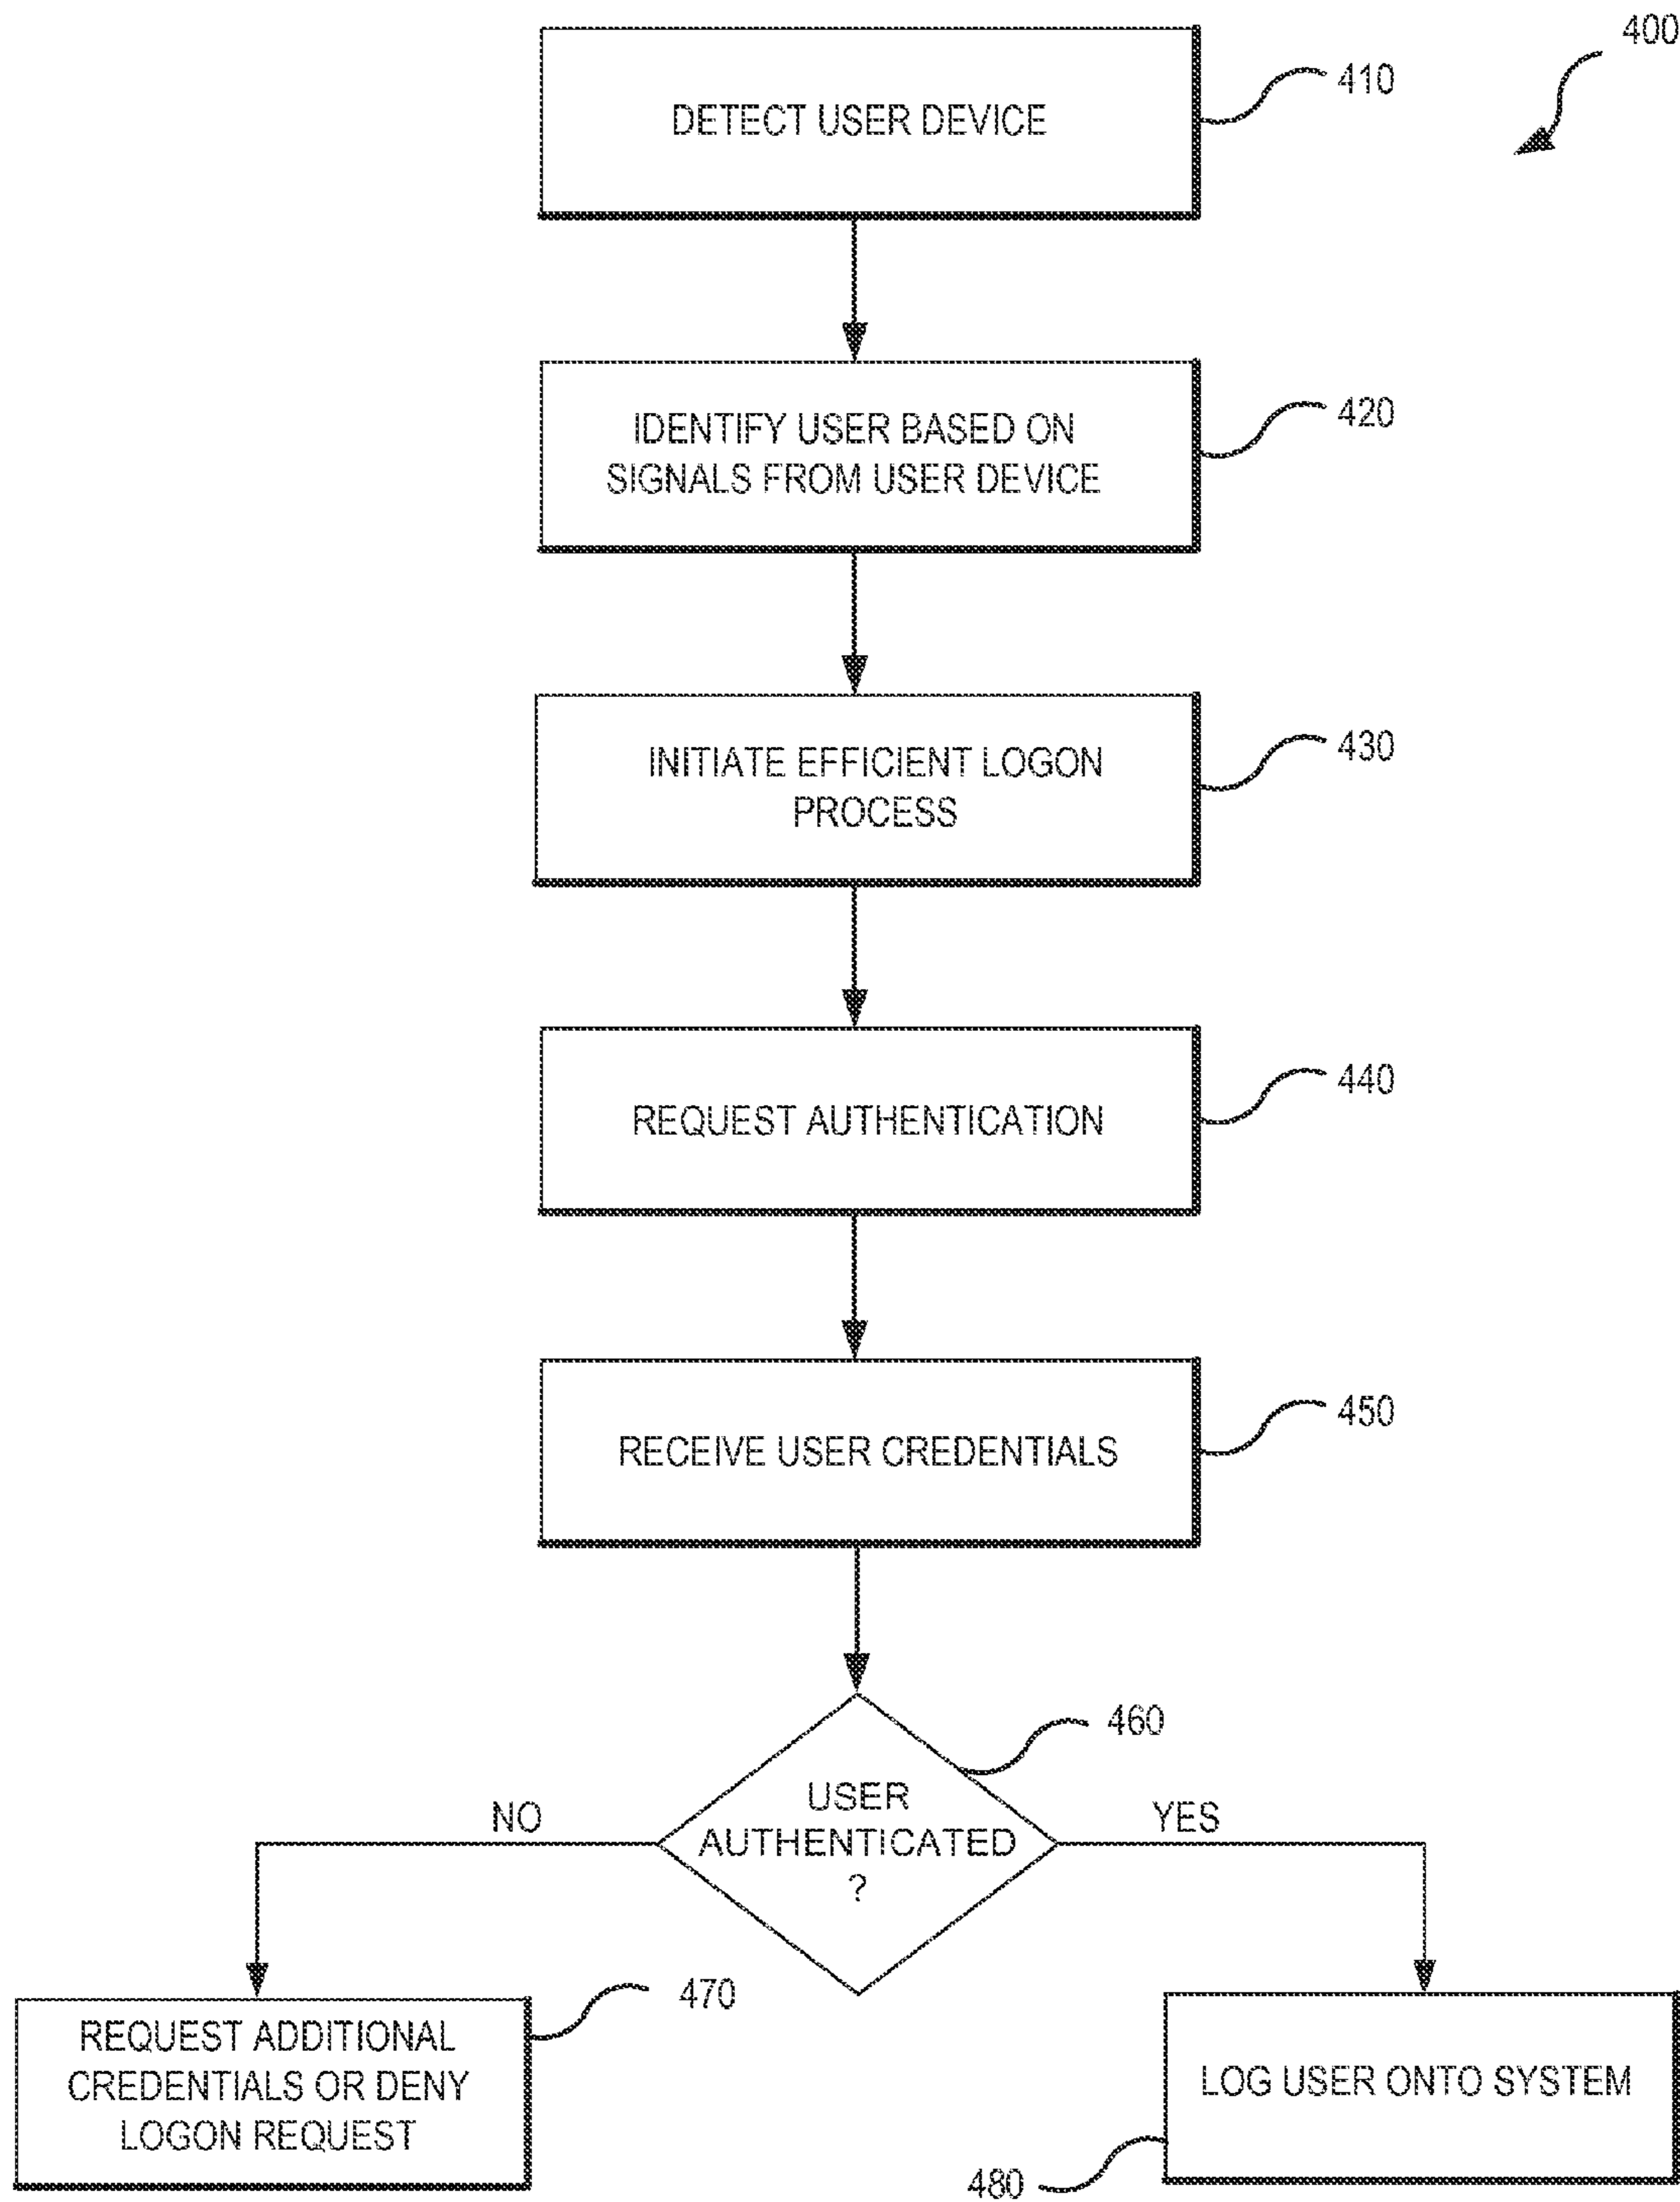 400
DETECT USER DEVICE
410
IDENTIFY USER BASED ON
SIGNALS FROM USER DEVICE
420
INITIATE EFFICIENT LOGON
PROCESS
430
REQUEST AUTHENTICATION
440
RECEIVE USER CREDENTIALS
450
460
USER
AUTHENTICATED
?
NO
YES
470
REQUEST ADDITIONAL
CREDENTIALS OR DENY
LOGON REQUEST
LOG USER ONTO SYSTEM
480